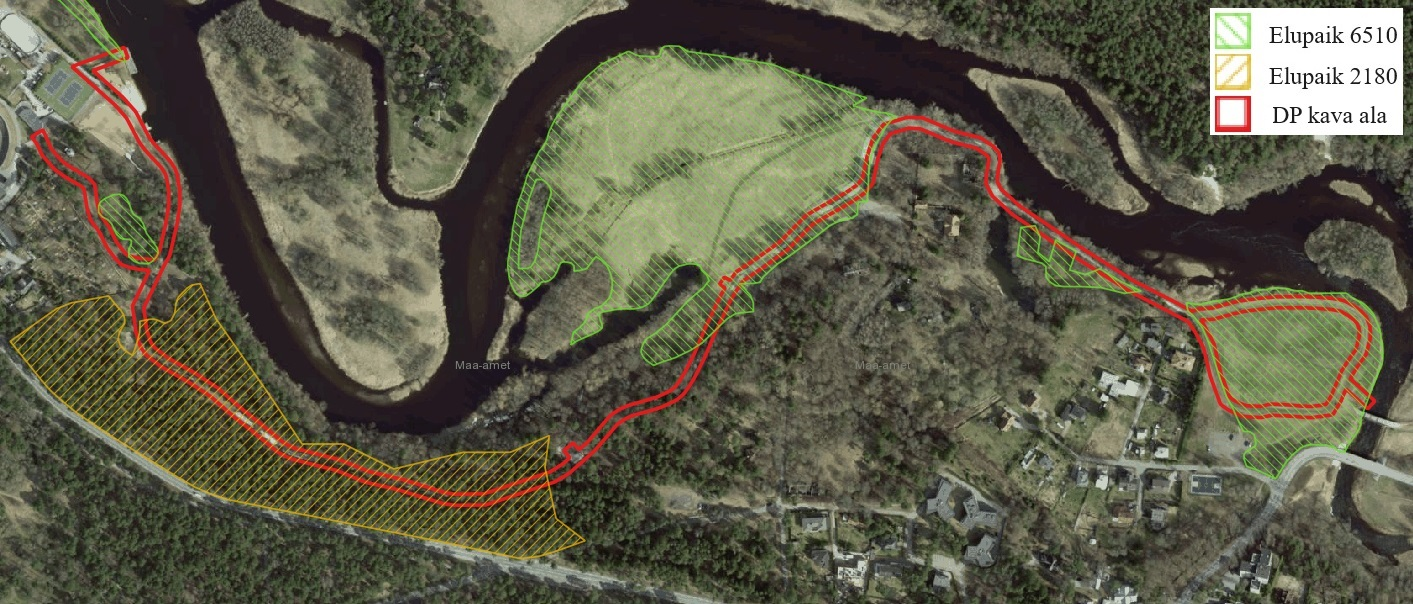 Elupaik 6510
Elupaik 2180
DP kava ala
Maa-amet
Maa-amet